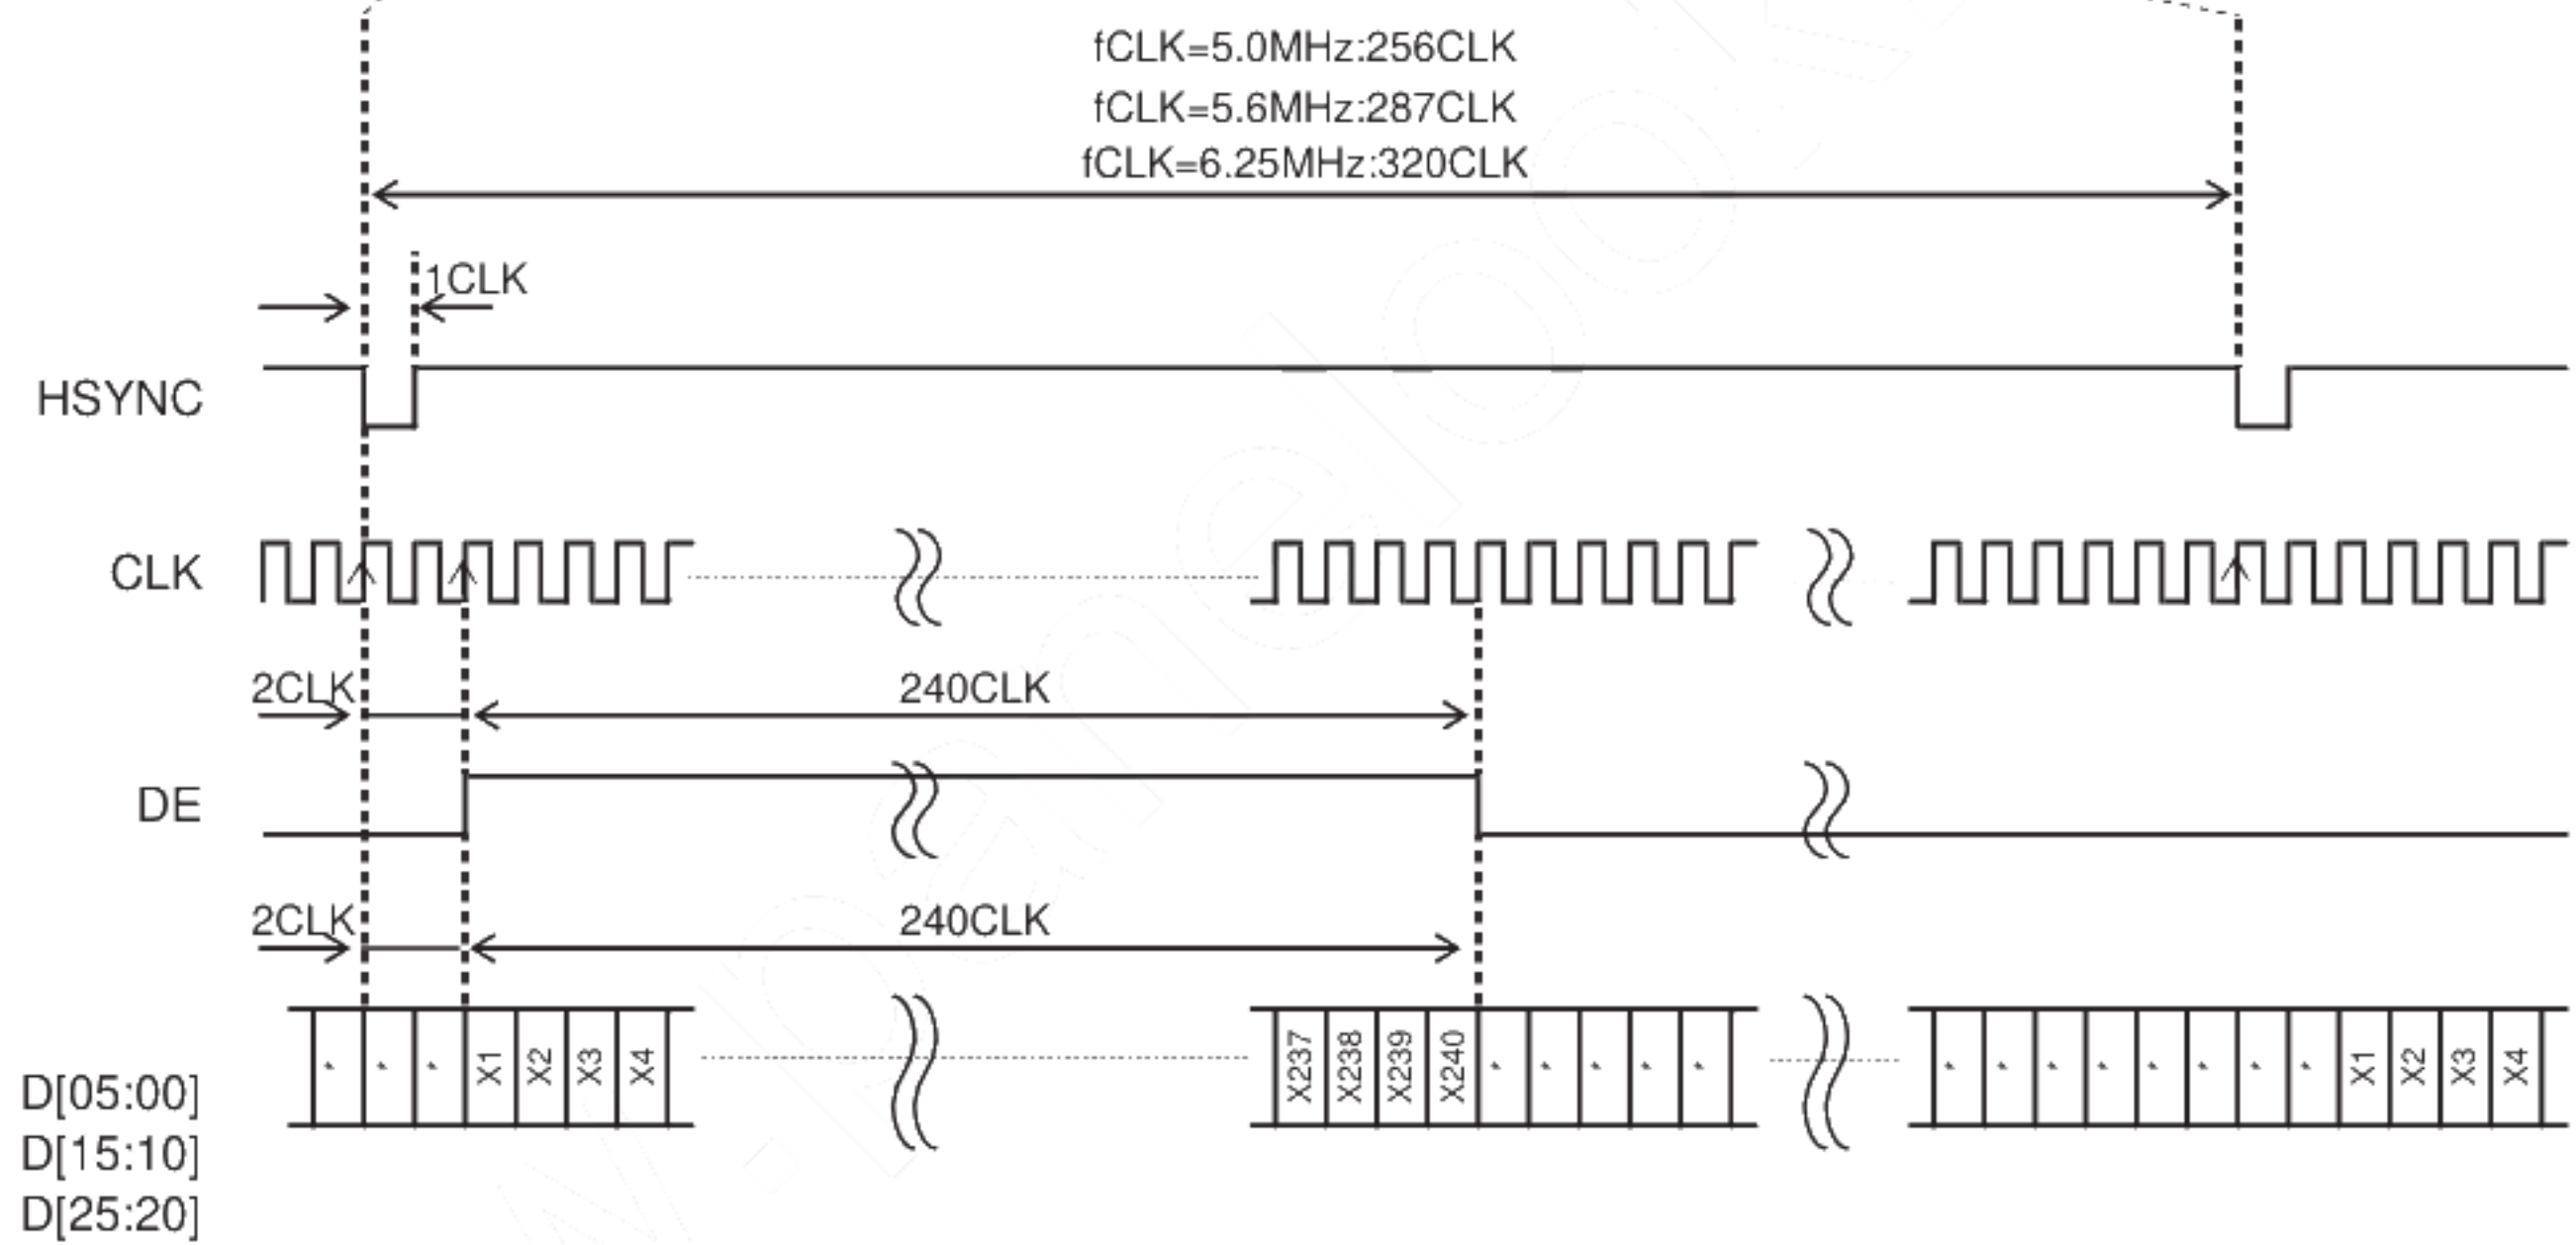 fCLK=5.0MHz:256CLK
fCLK=5.6MHz:287CLK
fCLK=6.25MHz:320CLK
1CLK
HSYNC
CLK
2CLK 240CLK
DE
2CLK 240CLK
* * * X1 X2 X3 X4 X237 X238 X239 X240 * * * * * * * * * * * * * X1 X2 X3 X4
D[05:00]
D[15:10]
D[25:20]